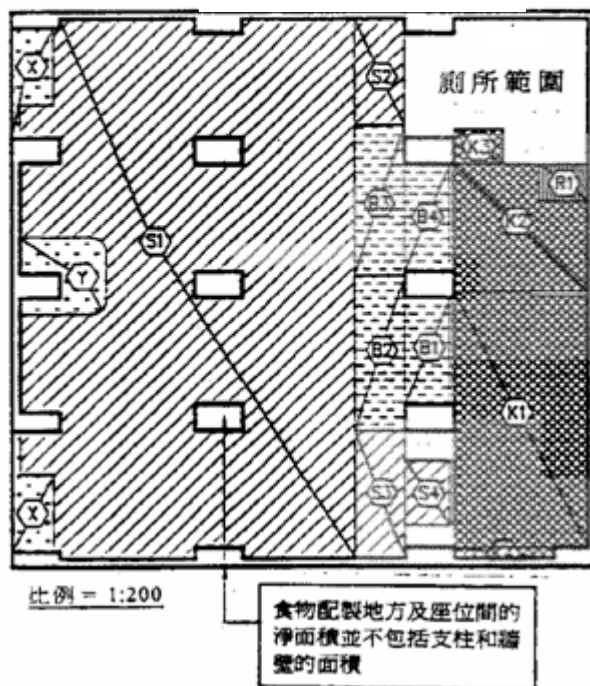 X
S2
廁所範圍
K3
R1
B3
B4
K2
S1
Y
B2
B1
K1
X
S3
S4
比例 = 1:200
食物配製地方及座位間的
淨面積並不包括支柱和牆
壁的面積